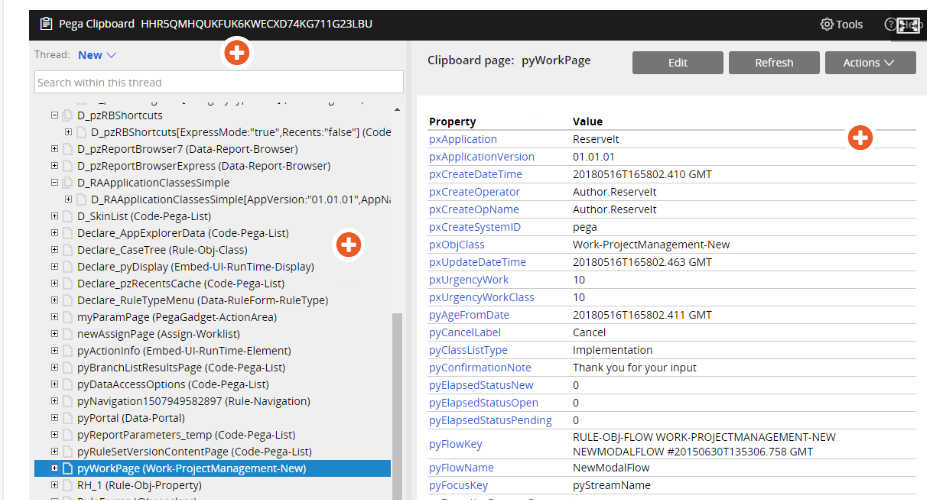 Pega Clipboard HHR5QMHQUKFUK6KWECXD74KG711G23LBU
Tools
Thread: New
Search within this thread
D_pzRBShortcuts
D_pzRBShortcuts[ExpressMode:"true",Recents:"false"] (Code
D_pzReportBrowser7 (Data-Report-Browser)
D_pzReportBrowserExpress (Data-Report-Browser)
D_RAApplicationClassesSimple
D_RAApplicationClassesSimple[AppVersion:"01.01.01",AppNa
D_SkinList (Code-Pega-List)
Declare_AppExplorerData (Code-Pega-List)
Declare_CaseTree (Rule-Obj-Class)
Declare_pyDisplay (Embed-UI-RunTime-Display)
Declare_pzRecentsCache (Code-Pega-List)
Declare_RuleTypeMenu (Data-RuleForm-RuleType)
myParamPage (PegaGadget-ActionArea)
newAssignPage (Assign-Worklist)
pyActionInfo (Embed-UI-RunTime-Element)
pyBranchListResultsPage (Code-Pega-List)
pyDataAccessOptions (Code-Pega-List)
pyNavigation1507949582897 (Rule-Navigation)
pyPortal (Data-Portal)
pyReportParameters_temp (Code-Pega-List)
pyRuleSetVersionContentPage (Code-Pega-List)
pyWorkPage (Work-ProjectManagement-New)
RH_1 (Rule-Obj-Property)
Clipboard page: pyWorkPage
Edit
Refresh
Actions
Property Value
pxApplication ReserveIt
pxApplicationVersion 01.01.01
pxCreateDateTime 20180516T165802.410 GMT
pxCreateOperator Author.ReserveIt
pxCreateOpName Author.ReserveIt
pxCreateSystemID pega
pxObjClass Work-ProjectManagement-New
pxUpdateDateTime 20180516T165802.463 GMT
pxUrgencyWork 10
pxUrgencyWorkClass 10
pyAgeFromDate 20180516T165802.411 GMT
pyCancelLabel Cancel
pyClassListType Implementation
pyConfirmationNote Thank you for your input
pyElapsedStatusNew 0
pyElapsedStatusOpen 0
pyElapsedStatusPending 0
pyFlowKey RULE-OBJ-FLOW WORK-PROJECTMANAGEMENT-NEW
NEWMODALFLOW #20150630T135306.758 GMT
pyFlowName NewModalFlow
pyFocusKey pyStreamName